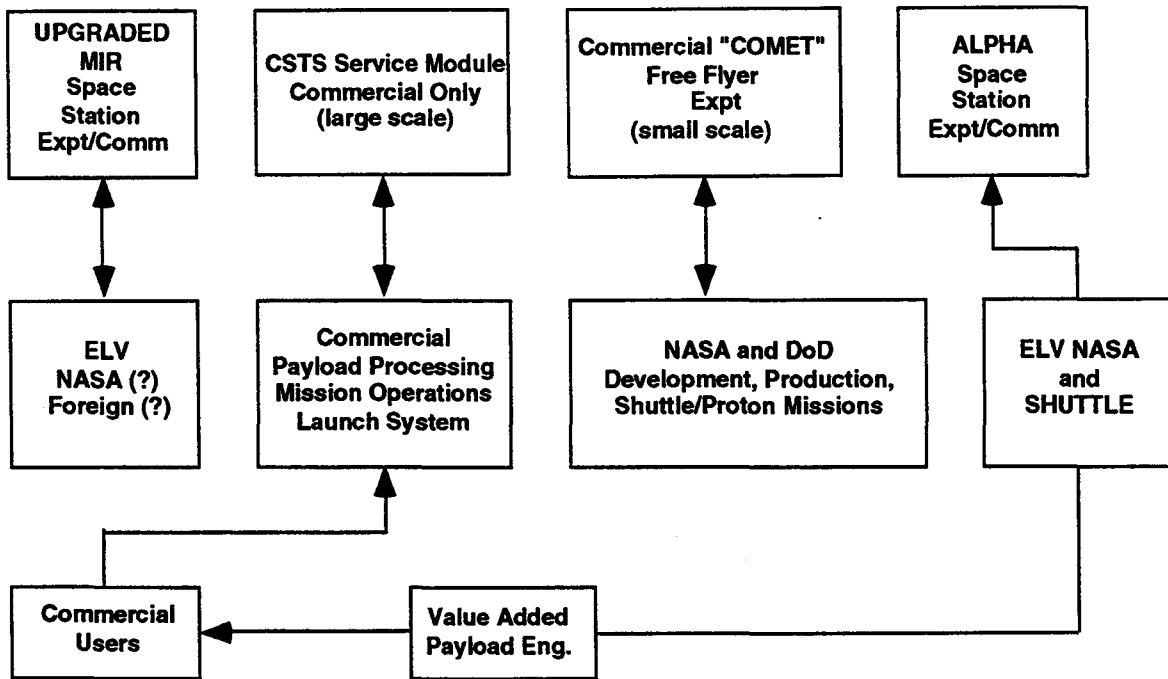 UPGRADED
MIR
Space
Station
Expt/Comm
CSTS Service Module
Commercial Only
(large scale)
Commercial "COMET"
Free Flyer
Expt
(small scale)
ALPHA
Space
Station
Expt/Comm
ELV
NASA (?)
Foreign (?)
Commercial
Payload Processing
Mission Operations
Launch System
NASA and DoD
Development, Production,
Shuttle/Proton Missions
ELV NASA
and
SHUTTLE
Commercial
Users
Value Added
Payload Eng.